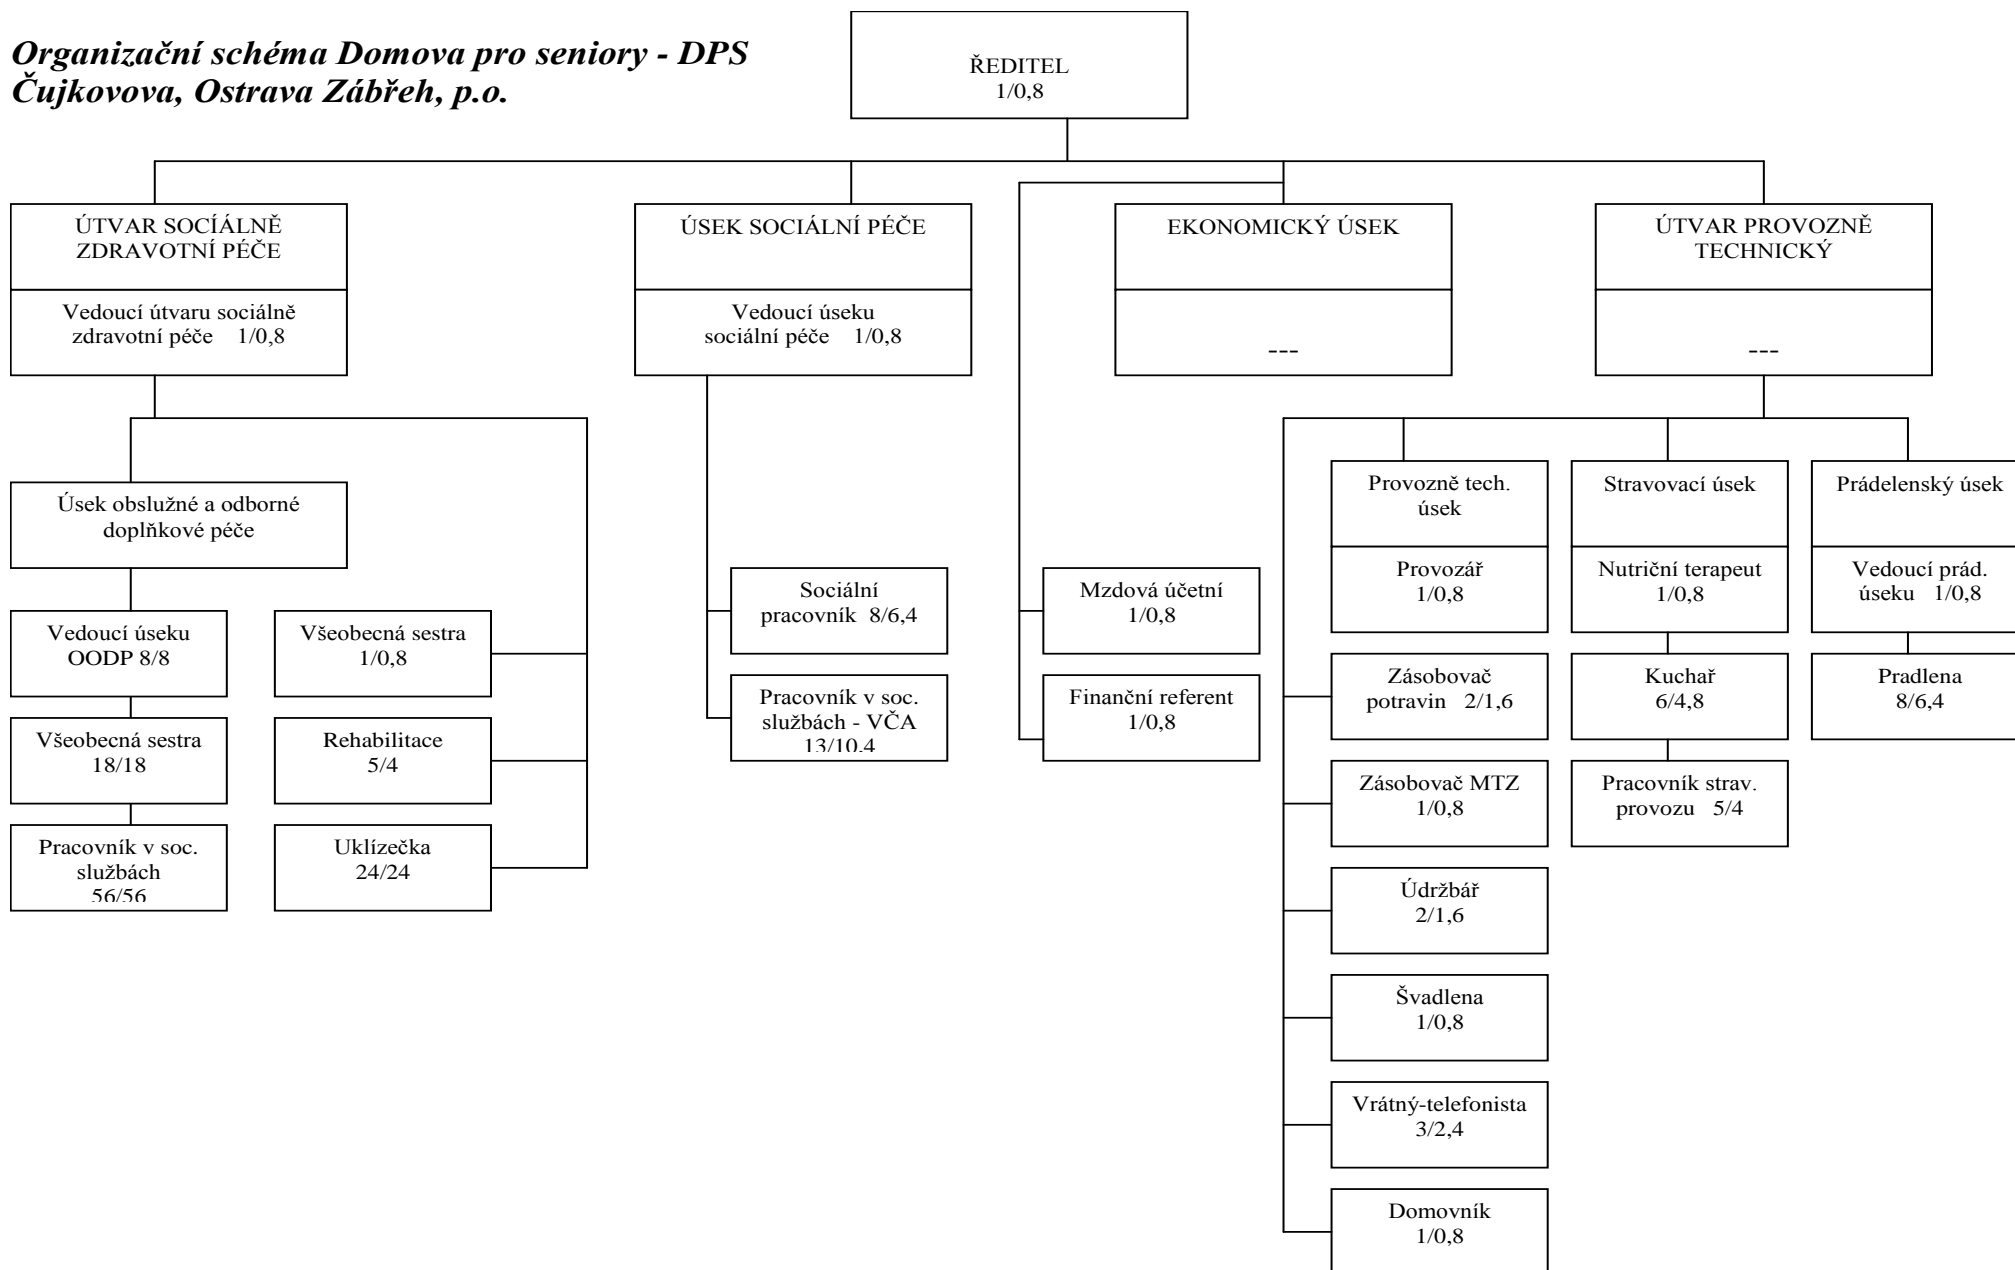 Organizační schéma Domova pro seniory - DPS
Čujkovova, Ostrava Zábřeh, p.o.
ŘEDITEL
1/0,8
ÚTVAR SOCÍÁLNĚ
ZDRAVOTNÍ PÉČE
Vedoucí útvaru sociálně
zdravotní péče 1/0,8
ÚSEK SOCIÁLNÍ PÉČE
Vedoucí úseku
sociální péče 1/0,8
EKONOMICKÝ ÚSEK
---
ÚTVAR PROVOZNĚ
TECHNICKÝ
---
Úsek obslužné a odborné
doplňkové péče
Vedoucí úseku
OODP 8/8
Všeobecná sestra
18/18
Pracovník v soc.
službách
56/56
Všeobecná sestra
1/0,8
Rehabilitace
5/4
Uklízečka
24/24
Sociální
pracovník 8/6,4
Pracovník v soc.
službách - VČA
13/10,4
Mzdová účetní
1/0,8
Finanční referent
1/0,8
Provozně tech.
úsek
Provozář
1/0,8
Zásobovač
potravin 2/1,6
Zásobovač MTZ
1/0,8
Údržbář
2/1,6
Švadlena
1/0,8
Vrátný-telefonista
3/2,4
Domovník
1/0,8
Stravovací úsek
Nutriční terapeut
1/0,8
Kuchař
6/4,8
Pracovník strav.
provozu 5/4
Prádelenský úsek
Vedoucí prád.
úseku 1/0,8
Pradlena
8/6,4